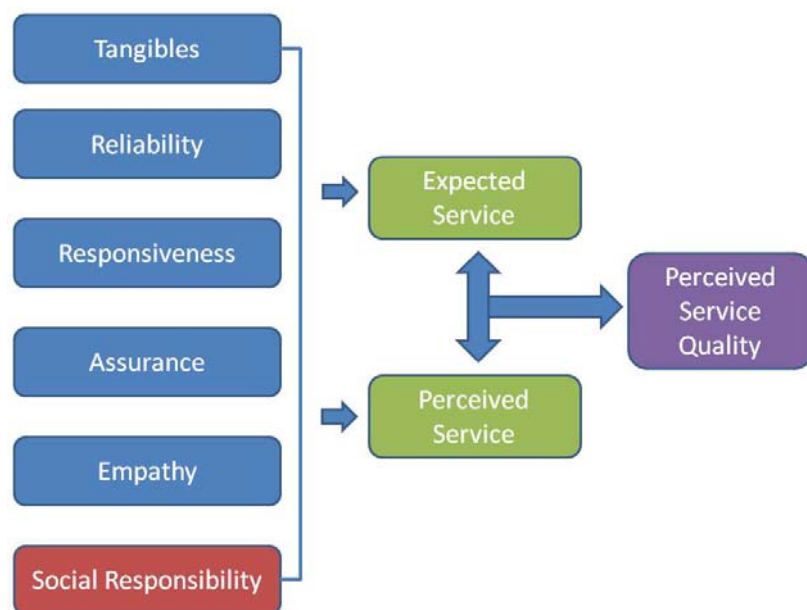 Tangibles
Reliability
Responsiveness
Assurance
Empathy
Social Responsibility
Expected
Service
Perceived
Service
Perceived
Service
Quality